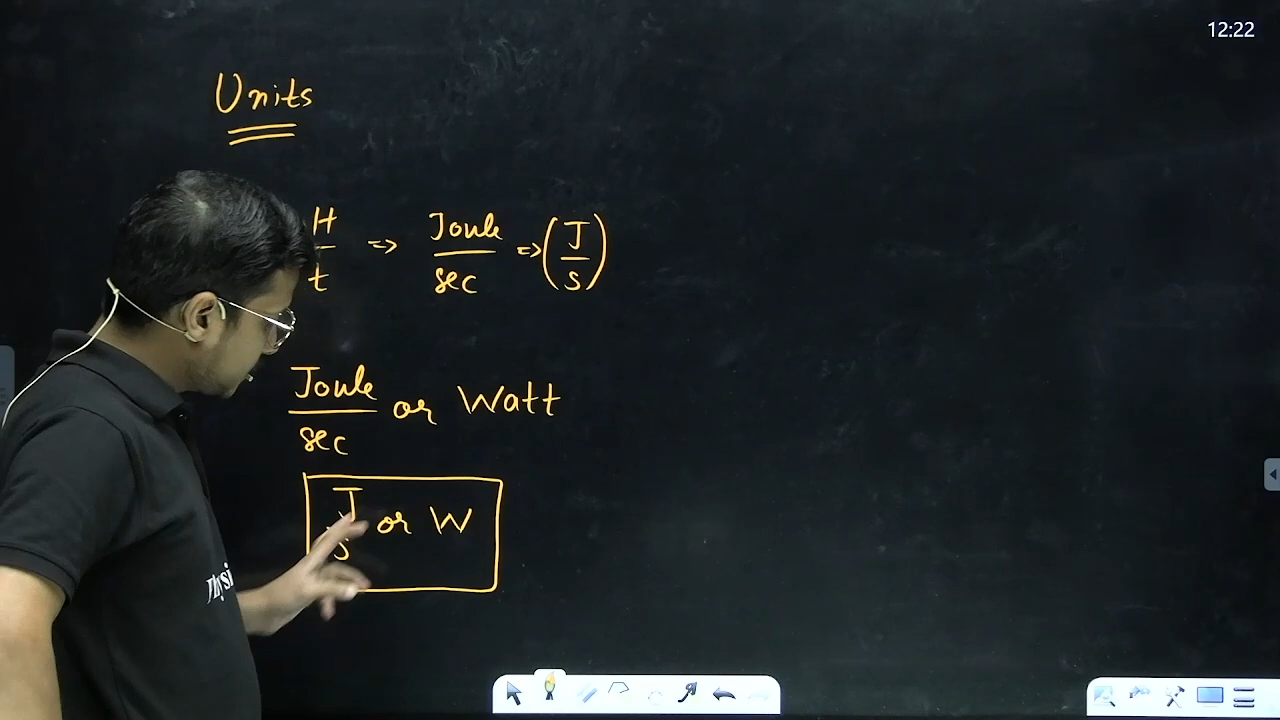 12:22
Units
H/t => Joule/sec => (J/s)
Joule/sec or Watt
J/s or W